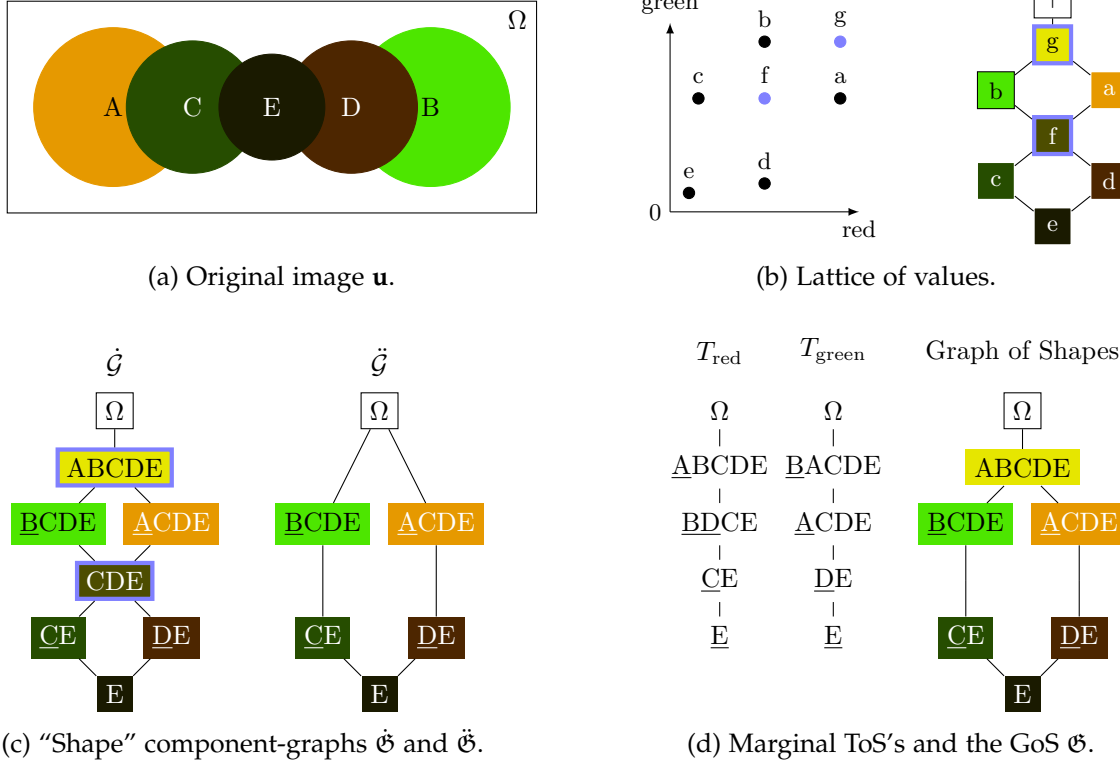 Ω
A C E D B
(a) Original image u.
green
b g
c f a
e d
0
red
g
b a
f
c d
e
(b) Lattice of values.
𝒢̇ 𝒢̈
Ω Ω
ABCDE
BCDE ACDE BCDE ACDE
CDE
CE DE CE DE
E E
(c) “Shape” component-graphs 𝔊̇ and 𝔊̈.
T_red T_green Graph of Shapes
Ω Ω Ω
ABCDE BACDE ABCDE
BDCE ACDE BCDE ACDE
CE DE
E E CE DE
E
(d) Marginal ToS's and the GoS 𝔊.